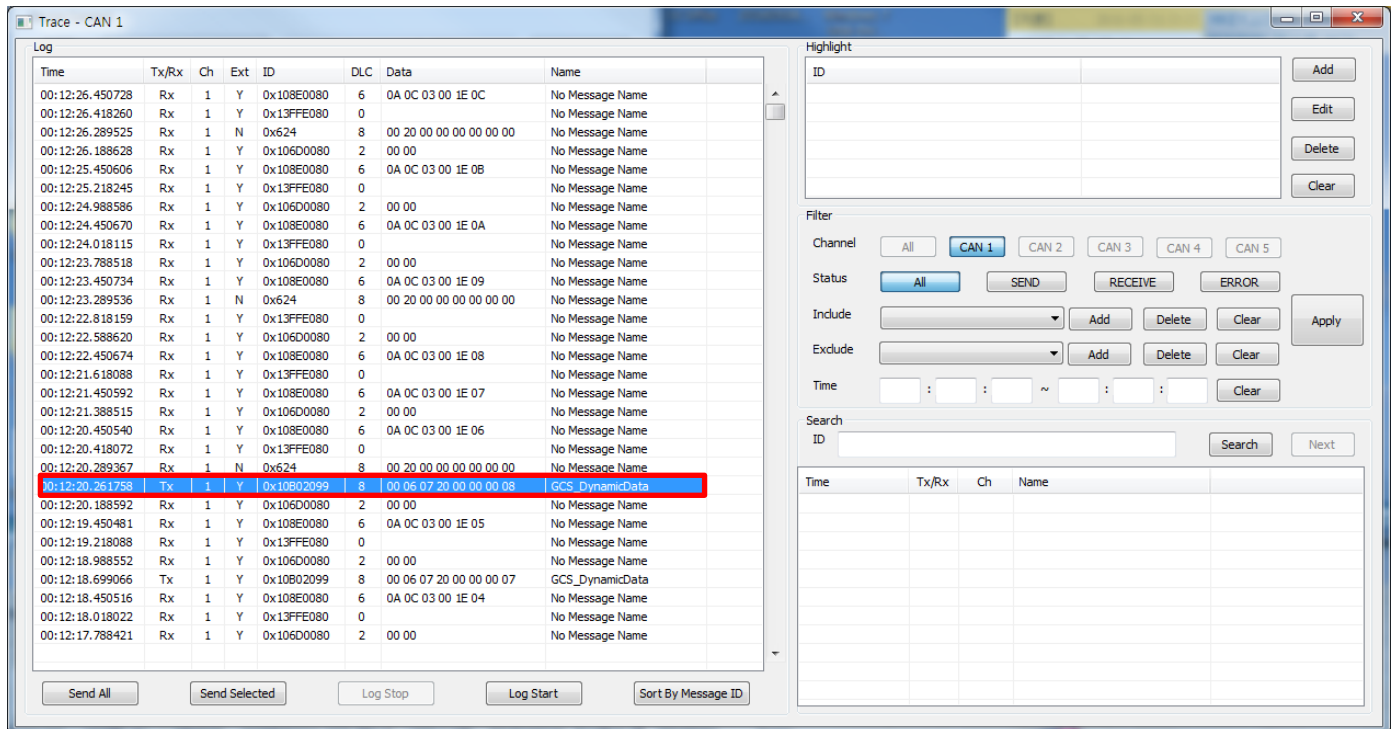 Trace - CAN 1
Log
Time Tx/Rx Ch Ext ID DLC Data Name
00:12:26.450728 Rx 1 Y 0x108E0080 6 0A 0C 03 00 1E 0C No Message Name
00:12:26.418260 Rx 1 Y 0x13FFE080 0 No Message Name
00:12:26.289525 Rx 1 N 0x624 8 00 20 00 00 00 00 00 00 No Message Name
00:12:26.188628 Rx 1 Y 0x106D0080 2 00 00 No Message Name
00:12:25.450606 Rx 1 Y 0x108E0080 6 0A 0C 03 00 1E 0B No Message Name
00:12:25.218245 Rx 1 Y 0x13FFE080 0 No Message Name
00:12:24.988586 Rx 1 Y 0x106D0080 2 00 00 No Message Name
00:12:24.450670 Rx 1 Y 0x108E0080 6 0A 0C 03 00 1E 0A No Message Name
00:12:24.018115 Rx 1 Y 0x13FFE080 0 No Message Name
00:12:23.788518 Rx 1 Y 0x106D0080 2 00 00 No Message Name
00:12:23.450734 Rx 1 Y 0x108E0080 6 0A 0C 03 00 1E 09 No Message Name
00:12:23.289536 Rx 1 N 0x624 8 00 20 00 00 00 00 00 00 No Message Name
00:12:22.818159 Rx 1 Y 0x13FFE080 0 No Message Name
00:12:22.588620 Rx 1 Y 0x106D0080 2 00 00 No Message Name
00:12:22.450674 Rx 1 Y 0x108E0080 6 0A 0C 03 00 1E 08 No Message Name
00:12:21.618088 Rx 1 Y 0x13FFE080 0 No Message Name
00:12:21.450592 Rx 1 Y 0x108E0080 6 0A 0C 03 00 1E 07 No Message Name
00:12:21.388515 Rx 1 Y 0x106D0080 2 00 00 No Message Name
00:12:20.450540 Rx 1 Y 0x108E0080 6 0A 0C 03 00 1E 06 No Message Name
00:12:20.418072 Rx 1 Y 0x13FFE080 0 No Message Name
00:12:20.289367 Rx 1 N 0x624 8 00 20 00 00 00 00 00 00 No Message Name
00:12:20.261758 Tx 1 Y 0x10B02099 8 00 06 07 20 00 00 00 08 GCS_DynamicData
00:12:20.188592 Rx 1 Y 0x106D0080 2 00 00 No Message Name
00:12:19.450481 Rx 1 Y 0x108E0080 6 0A 0C 03 00 1E 05 No Message Name
00:12:19.218088 Rx 1 Y 0x13FFE080 0 No Message Name
00:12:18.988552 Rx 1 Y 0x106D0080 2 00 00 No Message Name
00:12:18.699066 Tx 1 Y 0x10B02099 8 00 06 07 20 00 00 00 07 GCS_DynamicData
00:12:18.450516 Rx 1 Y 0x108E0080 6 0A 0C 03 00 1E 04 No Message Name
00:12:18.018022 Rx 1 Y 0x13FFE080 0 No Message Name
00:12:17.788421 Rx 1 Y 0x106D0080 2 00 00 No Message Name
Send All Send Selected Log Stop Log Start Sort By Message ID
Highlight
ID Add
Edit
Delete
Clear
Filter
Channel All CAN 1 CAN 2 CAN 3 CAN 4 CAN 5
Status All SEND RECEIVE ERROR
Include Add Delete Clear Apply
Exclude Add Delete Clear
Time : : ~ : : Clear
Search
ID Search Next
Time Tx/Rx Ch Name